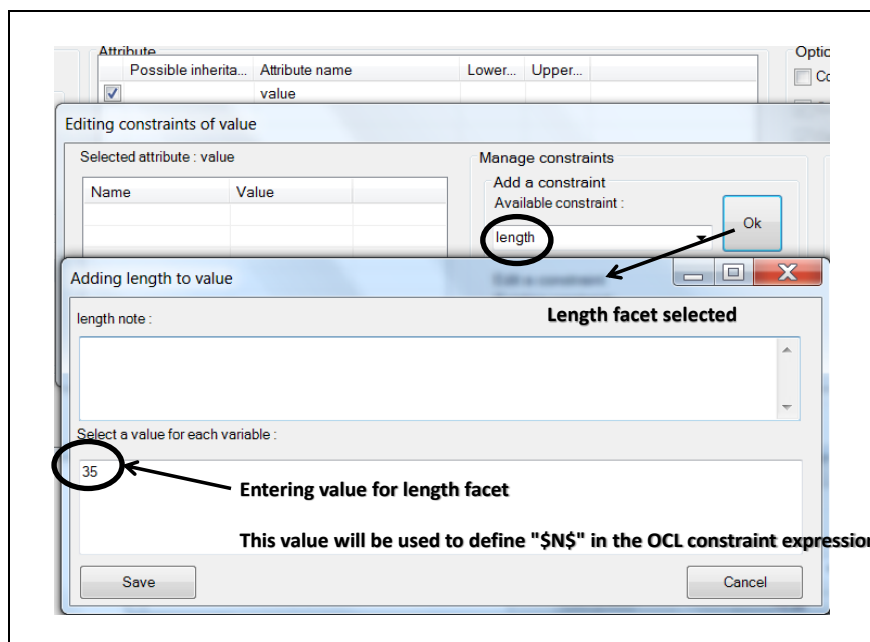 Attribute
Possible inherita... Attribute name Lower... Upper...
value
Optio
Co
Editing constraints of value
Selected attribute : value
Manage constraints
Name Value
Add a constraint
Available constraint :
length
Ok
Edit a constraint
Adding length to value
Length facet selected
length note :
Select a value for each variable :
35
Entering value for length facet
This value will be used to define "$N$" in the OCL constraint expression
Save Cancel